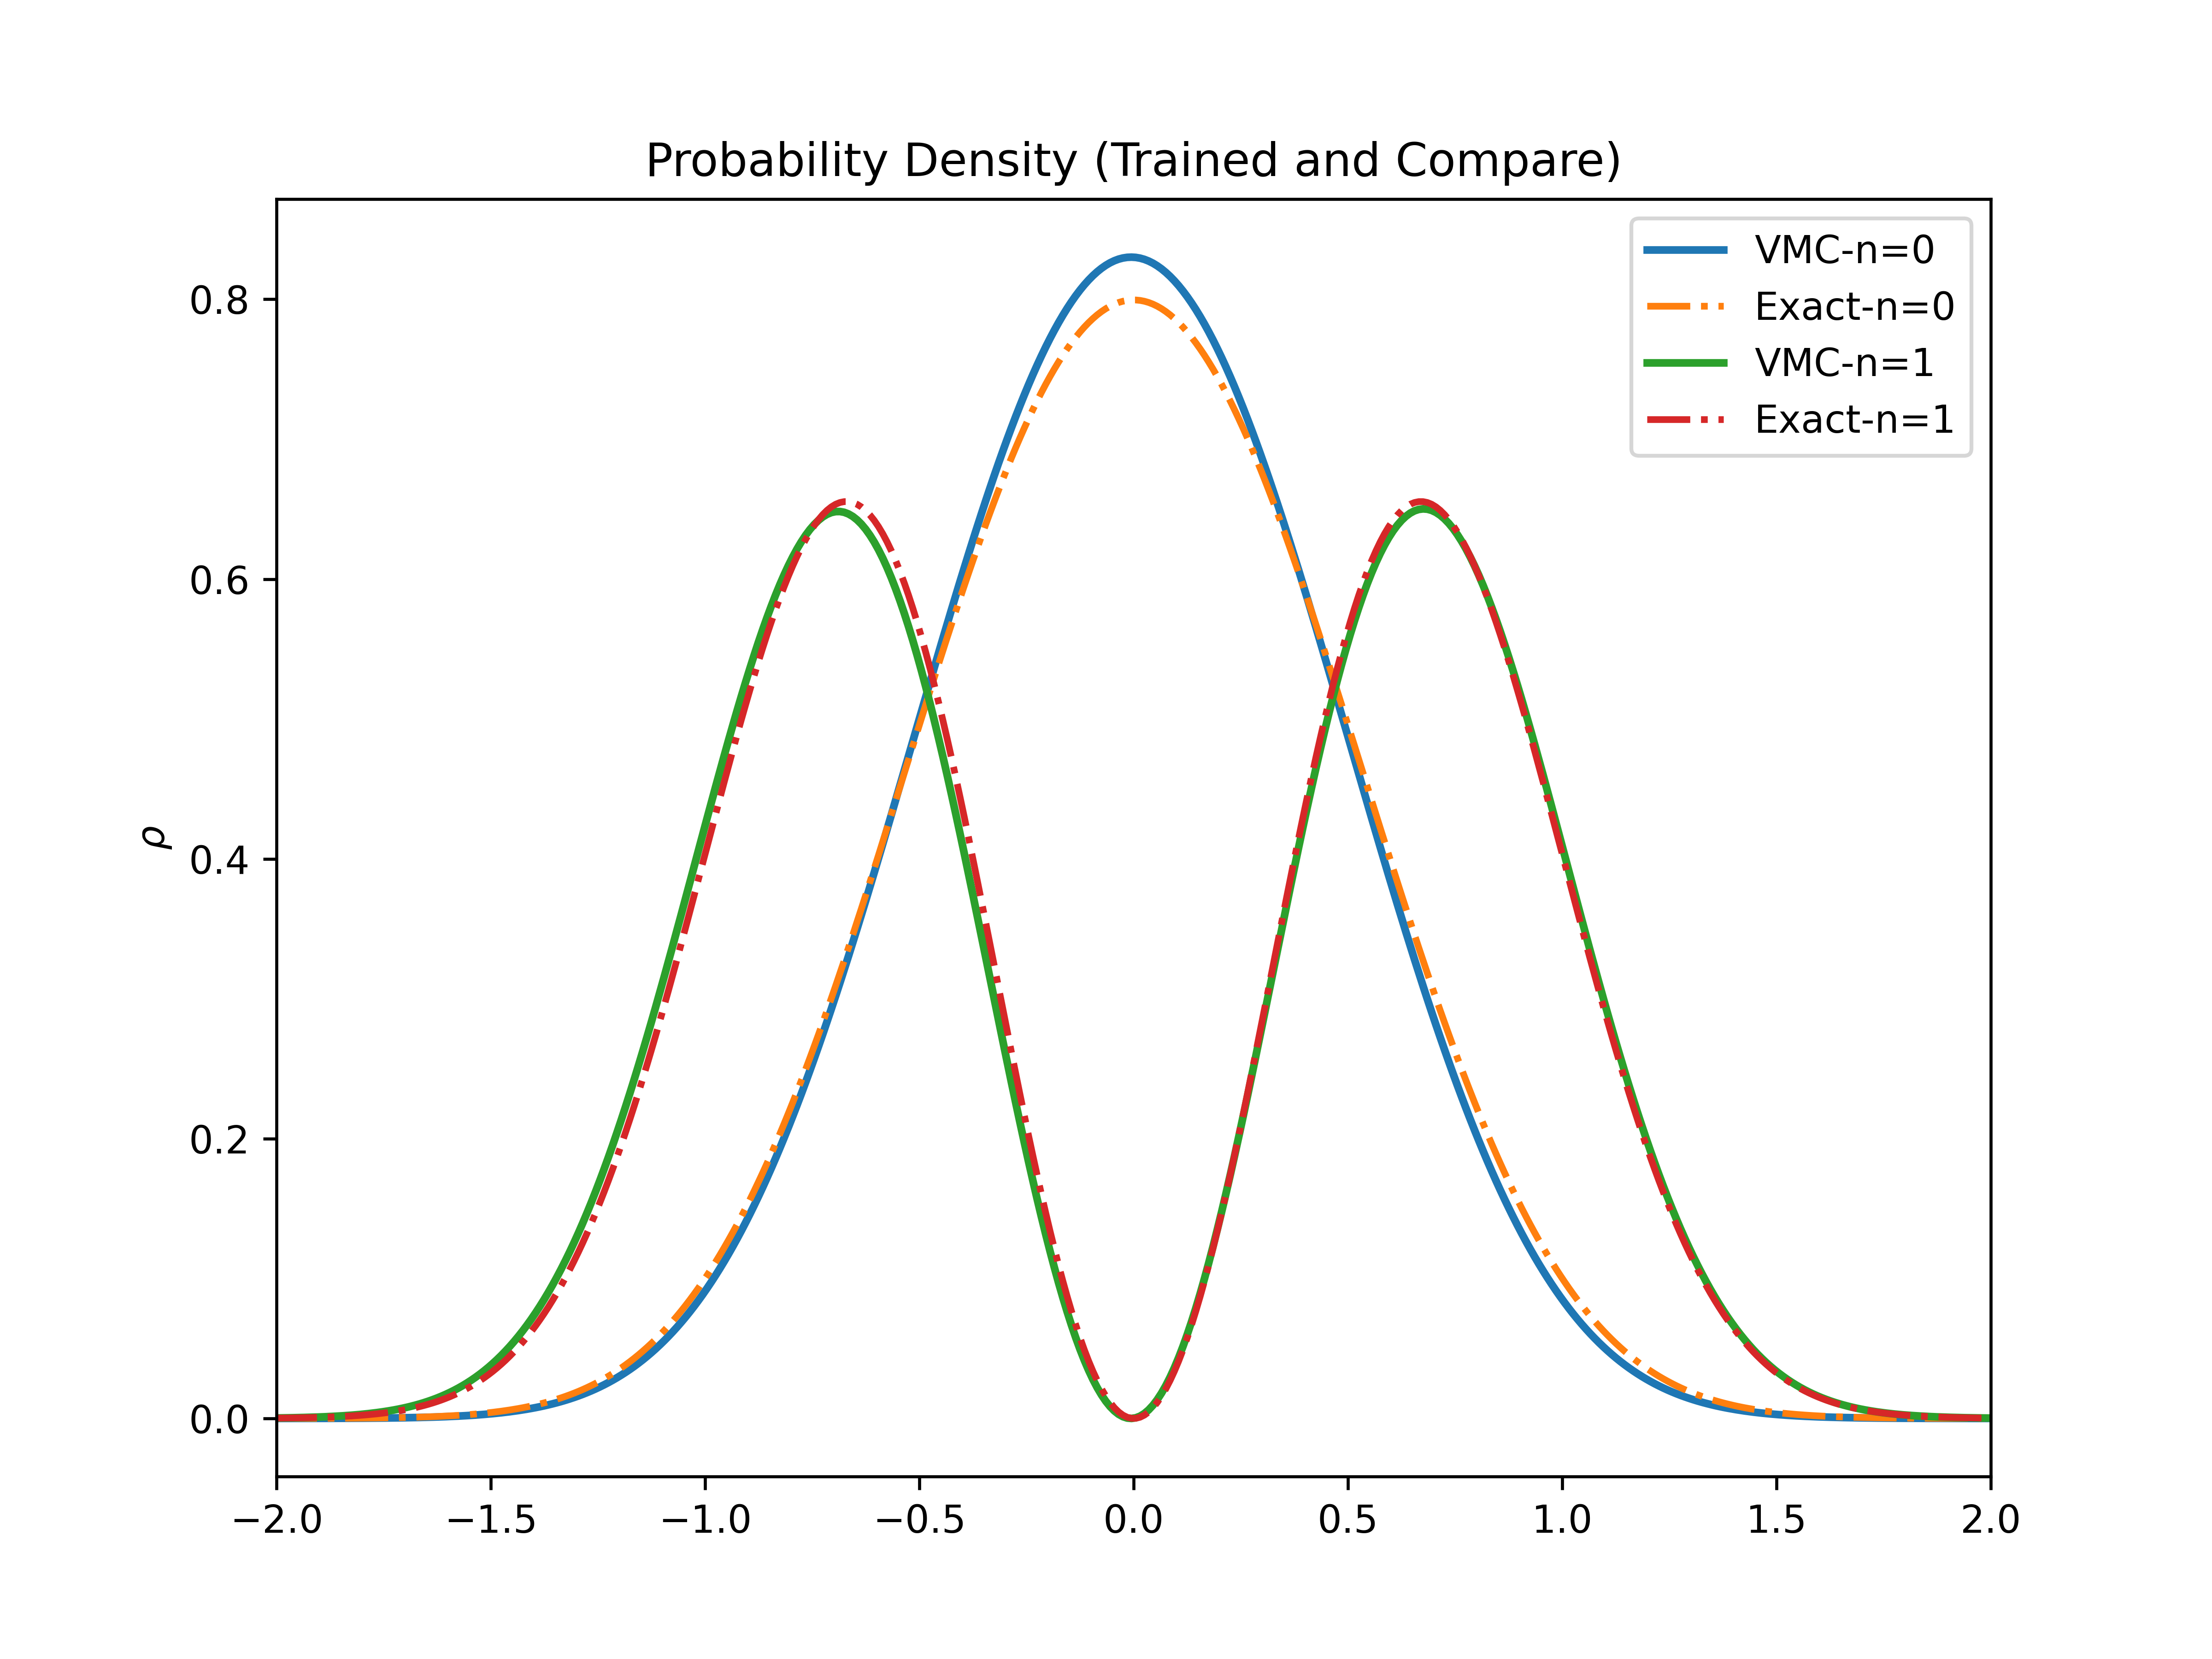 Probability Density (Trained and Compare)
VMC-n=0
Exact-n=0
VMC-n=1
Exact-n=1
ρ
0.8
0.6
0.4
0.2
0.0
−2.0 −1.5 −1.0 −0.5 0.0 0.5 1.0 1.5 2.0